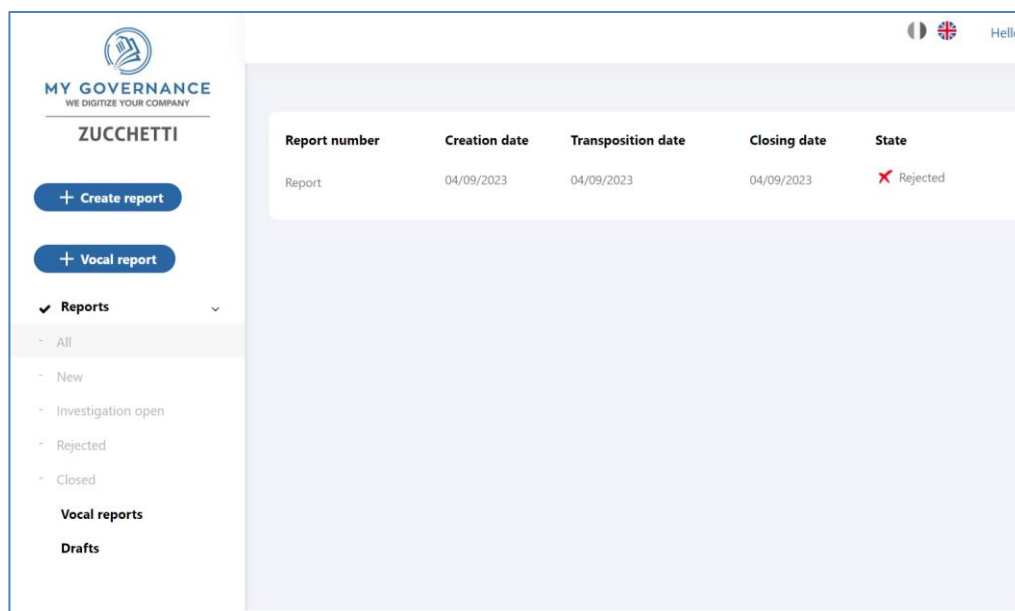 Hell
MY GOVERNANCE
WE DIGITIZE YOUR COMPANY
ZUCCHETTI
+ Create report
+ Vocal report
Reports
- All
- New
- Investigation open
- Rejected
- Closed
Vocal reports
Drafts
Report number Creation date Transposition date Closing date State
Report 04/09/2023 04/09/2023 04/09/2023 Rejected